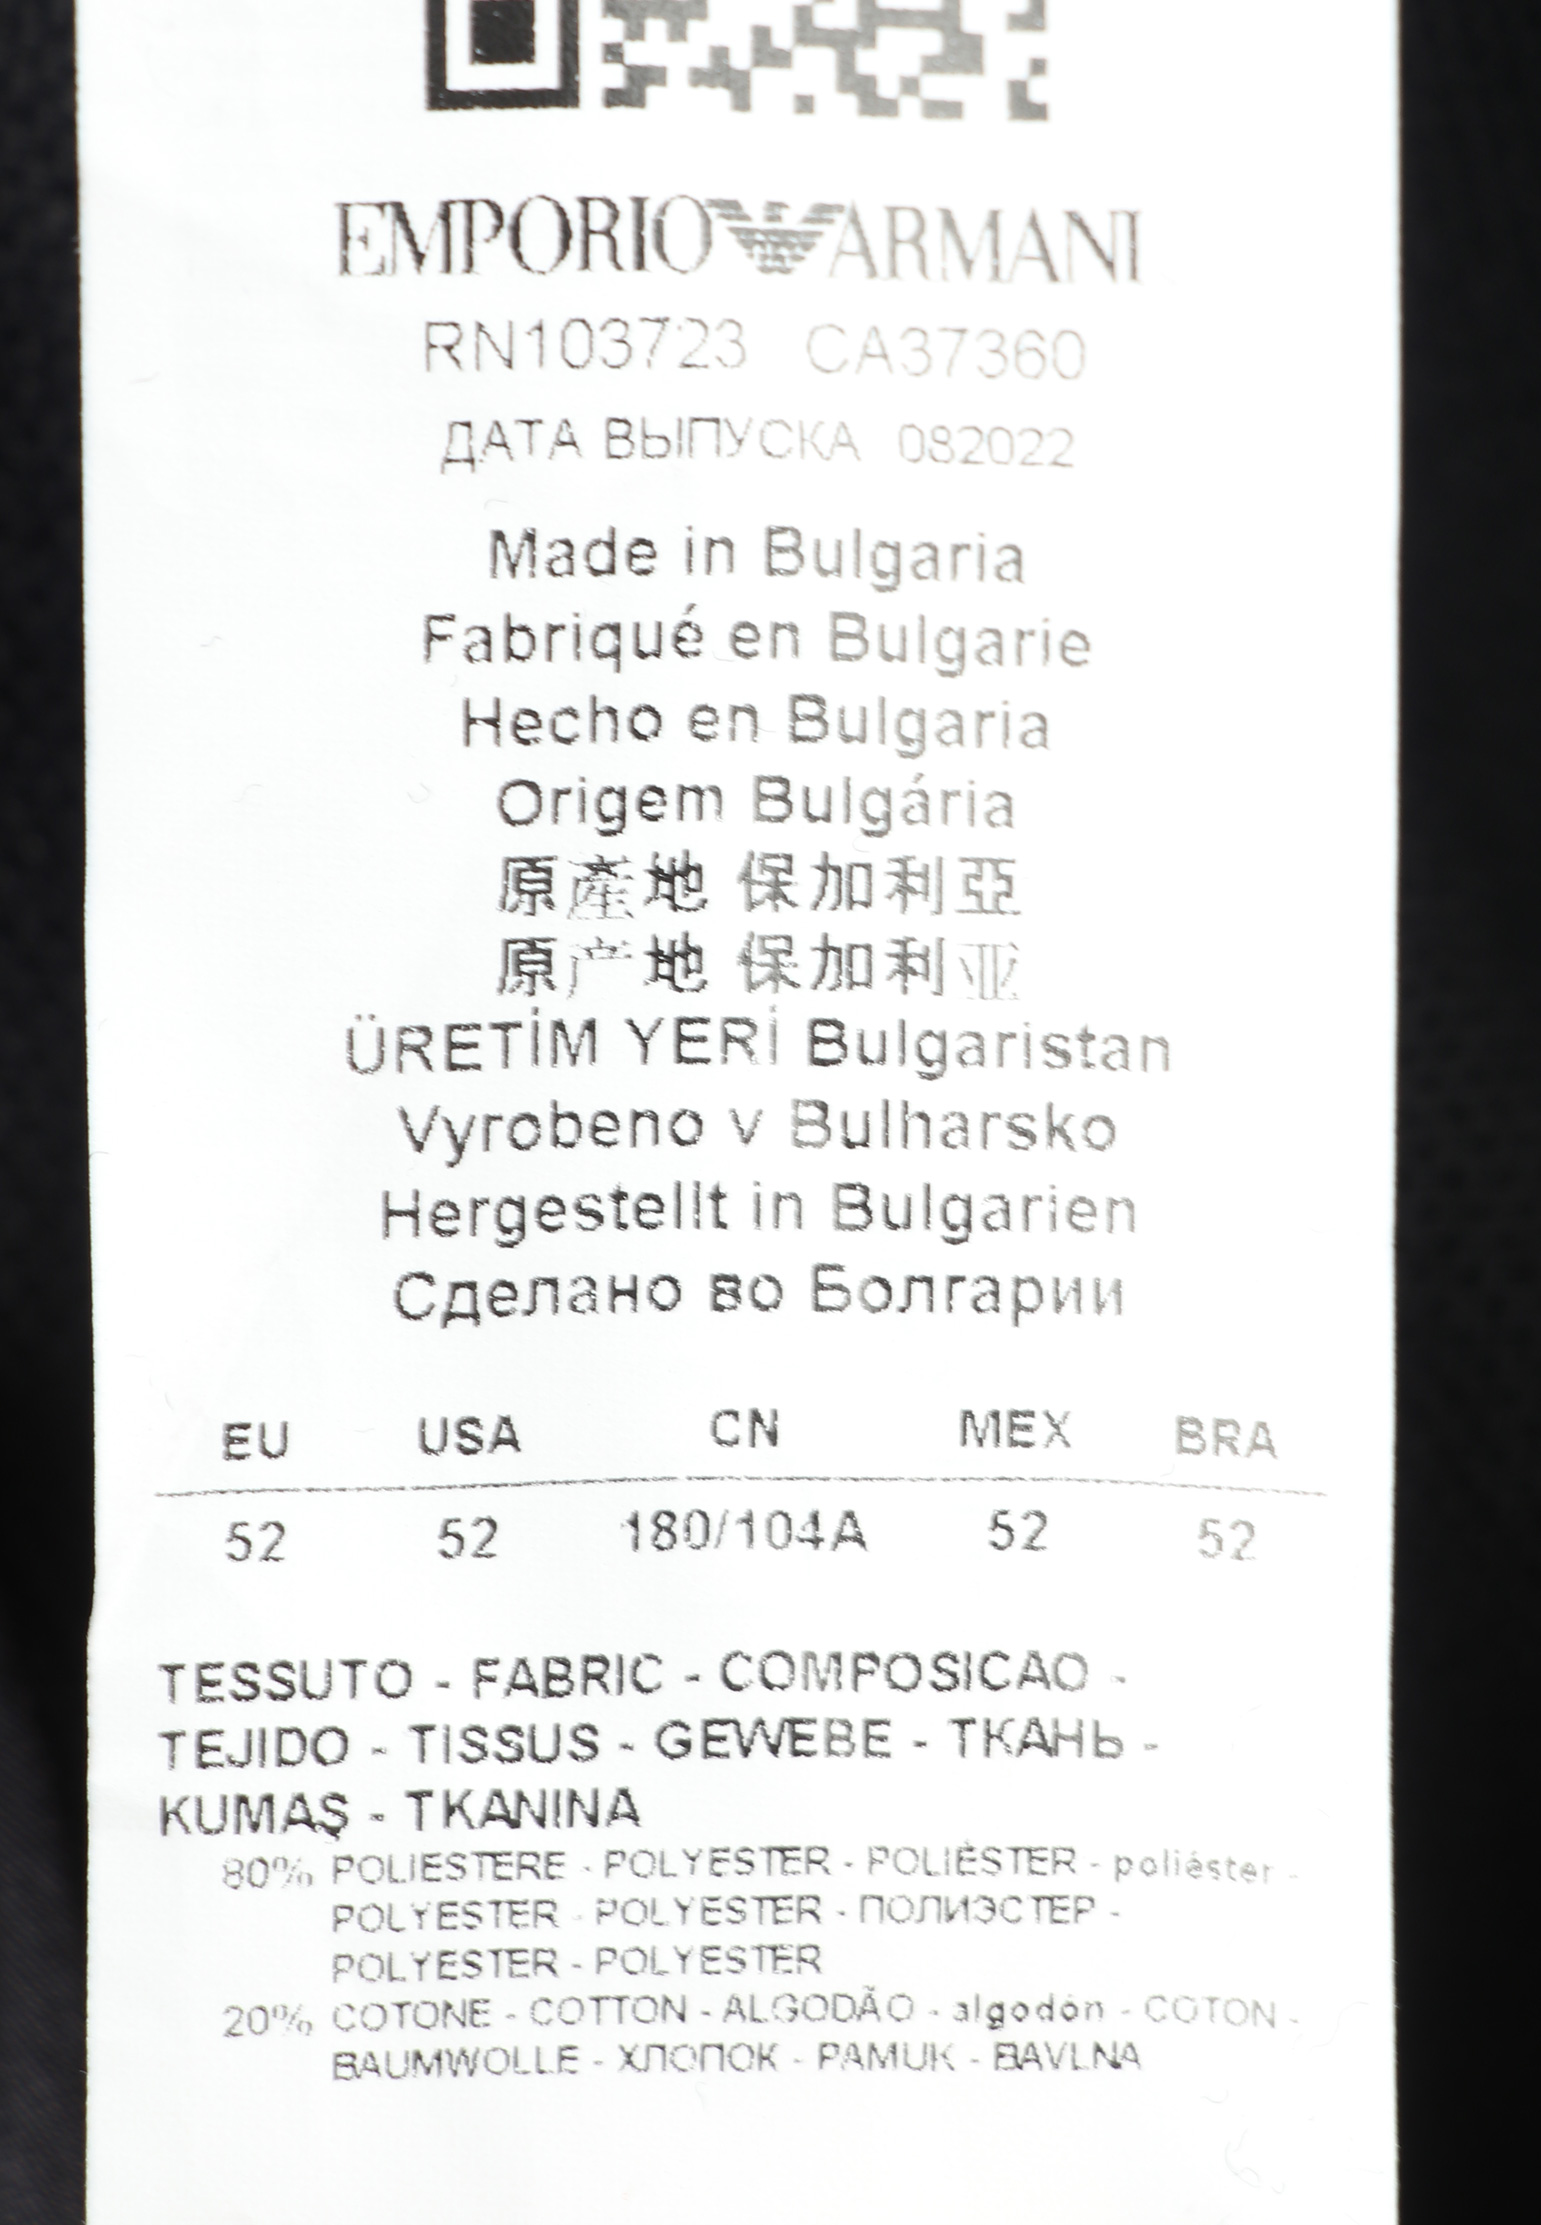 EMPORIO ARMANI
RN103723 CA37360
ДАТА ВЫПУСКА 082022
Made in Bulgaria
Fabriqué en Bulgarie
Hecho en Bulgaria
Origem Bulgária
原產地 保加利亞
原产地 保加利亚
ÜRETİM YERİ Bulgaristan
Vyrobeno v Bulharsko
Hergestellt in Bulgarien
Сделано во Болгарии
EU USA CN MEX BRA
52 52 180/104A 52 52
TESSUTO - FABRIC - COMPOSICAO -
TEJIDO - TISSUS - GEWEBE - ТКАНЬ -
KUMAŞ - TKANINA
80% POLIESTERE - POLYESTER - POLIÉSTER - poliéster -
POLYESTER - POLYESTER - ПОЛИЭСТЕР -
POLYESTER - POLYESTER
20% COTONE - COTTON - ALGODÃO - algodón - COTON -
BAUMWOLLE - ХЛОПОК - PAMUK - BAVLNA